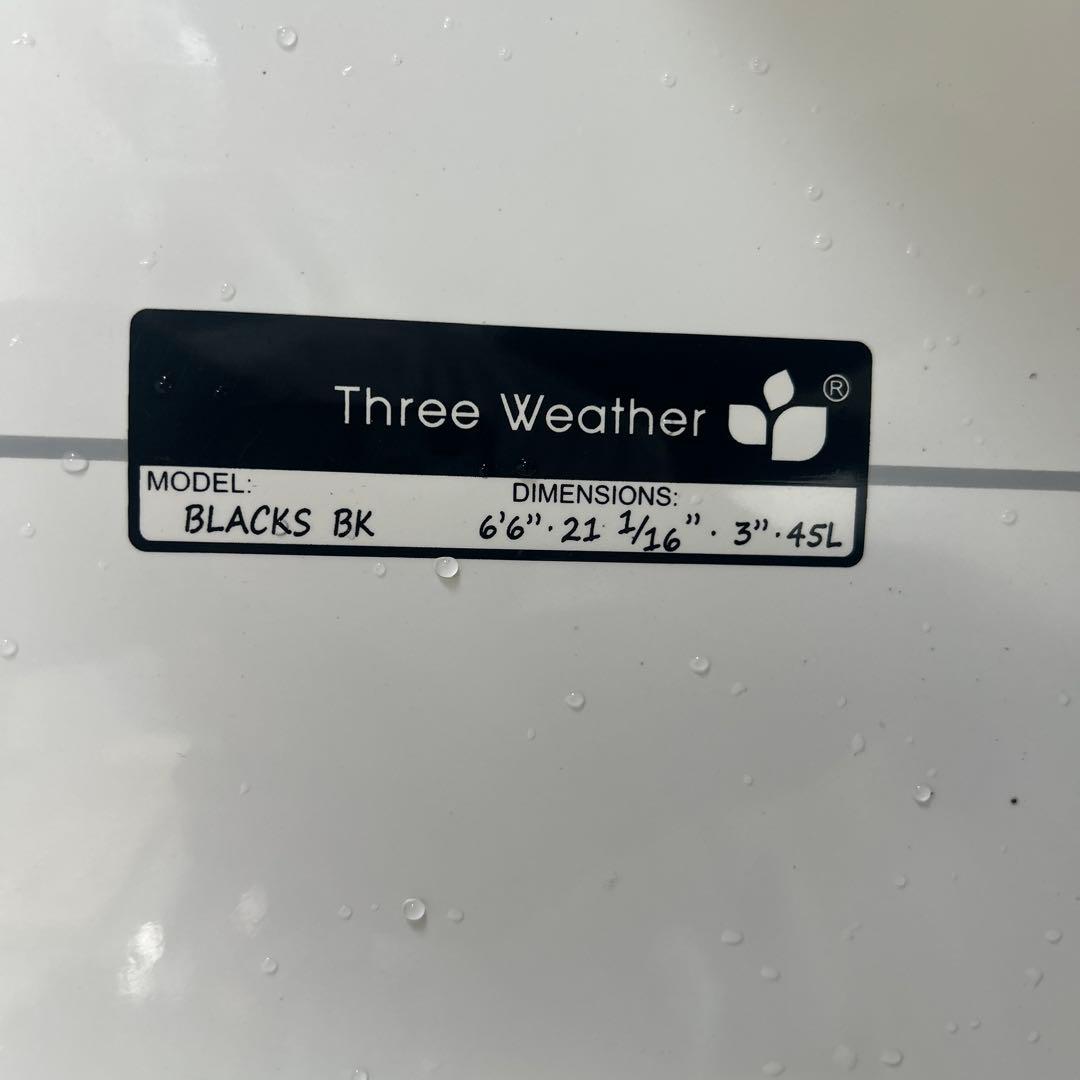 Three Weather ®
MODEL: DIMENSIONS:
BLACKS BK 6'6”·21 1/16”·3”·45L